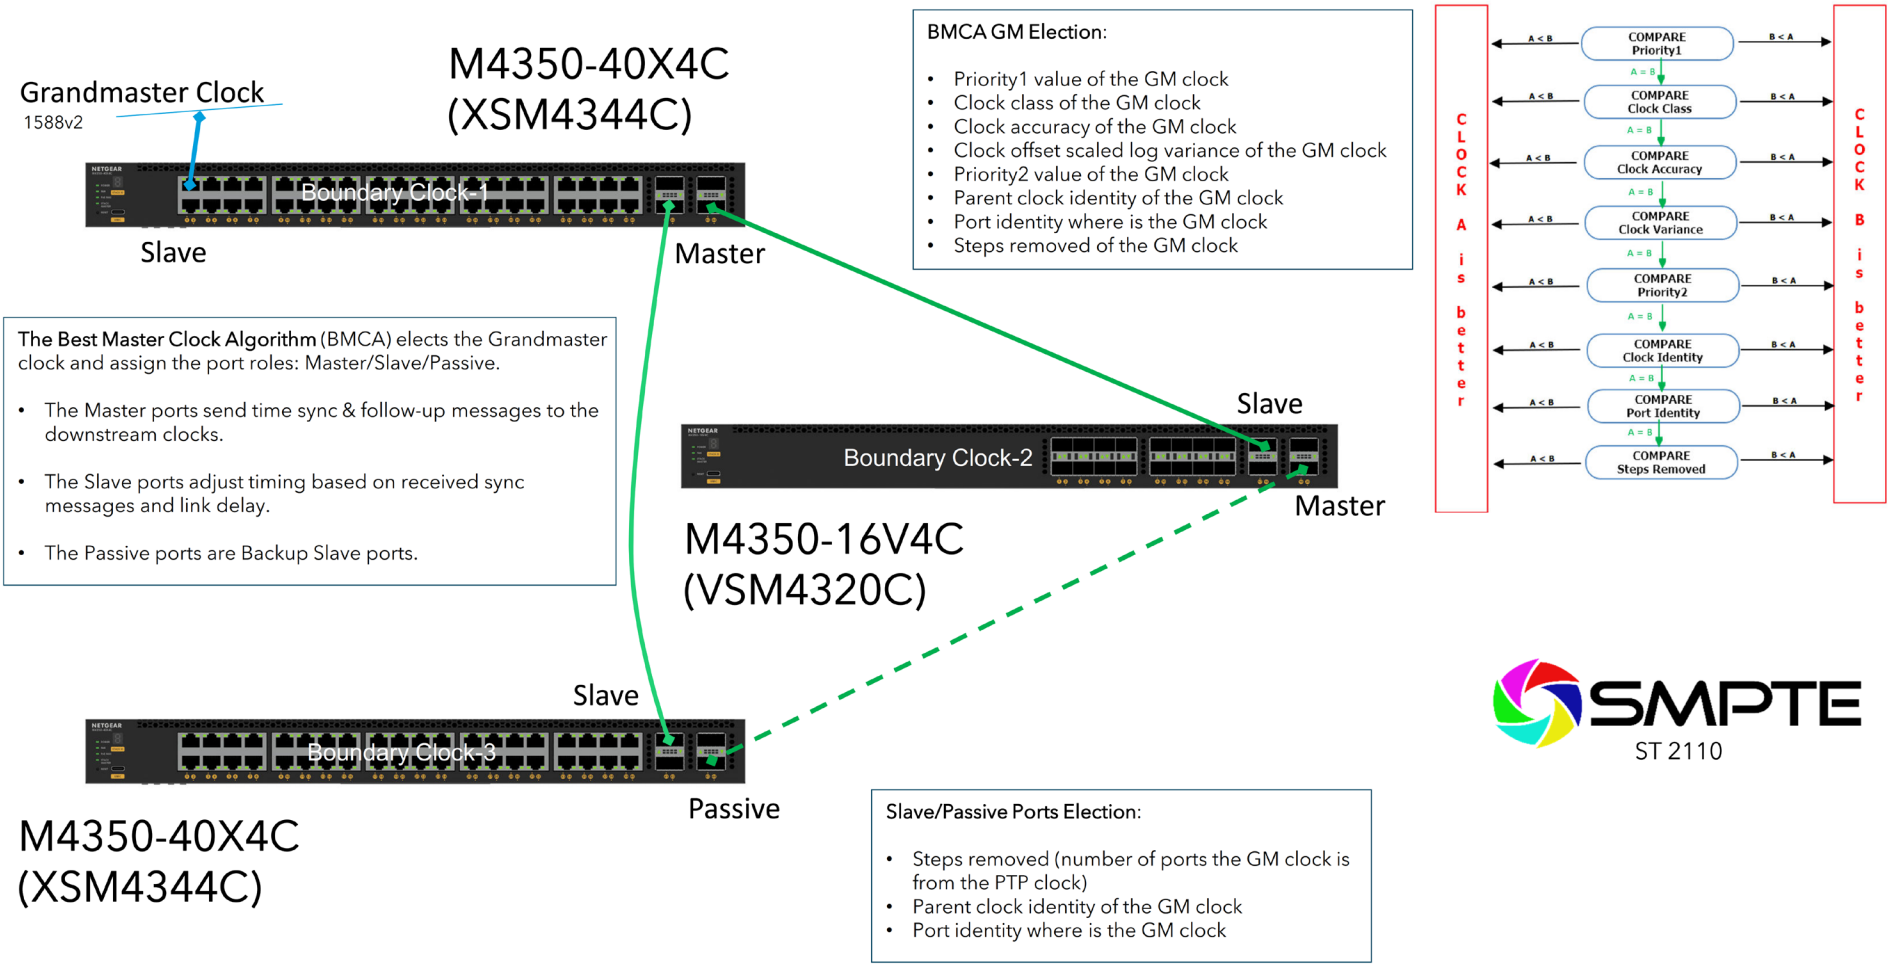 Grandmaster Clock
1588v2
M4350-40X4C
(XSM4344C)
NETGEAR
Boundary Clock-1
Slave
Master
The Best Master Clock Algorithm (BMCA) elects the Grandmaster
clock and assign the port roles: Master/Slave/Passive.
• The Master ports send time sync & follow-up messages to the
downstream clocks.
• The Slave ports adjust timing based on received sync
messages and link delay.
• The Passive ports are Backup Slave ports.
BMCA GM Election:
• Priority1 value of the GM clock
• Clock class of the GM clock
• Clock accuracy of the GM clock
• Clock offset scaled log variance of the GM clock
• Priority2 value of the GM clock
• Parent clock identity of the GM clock
• Port identity where is the GM clock
• Steps removed of the GM clock
Slave
NETGEAR
Boundary Clock-2
Master
M4350-16V4C
(VSM4320C)
Slave
NETGEAR
Boundary Clock-3
Passive
M4350-40X4C
(XSM4344C)
Slave/Passive Ports Election:
• Steps removed (number of ports the GM clock is
from the PTP clock)
• Parent clock identity of the GM clock
• Port identity where is the GM clock
CLOCK A is better
A < B
COMPARE
Priority1
B < A
A = B
A < B
COMPARE
Clock Class
B < A
A = B
A < B
COMPARE
Clock Accuracy
B < A
A = B
A < B
COMPARE
Clock Variance
B < A
A = B
A < B
COMPARE
Priority2
B < A
A = B
A < B
COMPARE
Clock Identity
B < A
A = B
A < B
COMPARE
Port Identity
B < A
A = B
A < B
COMPARE
Steps Removed
B < A
CLOCK B is better
SMPTE
ST 2110